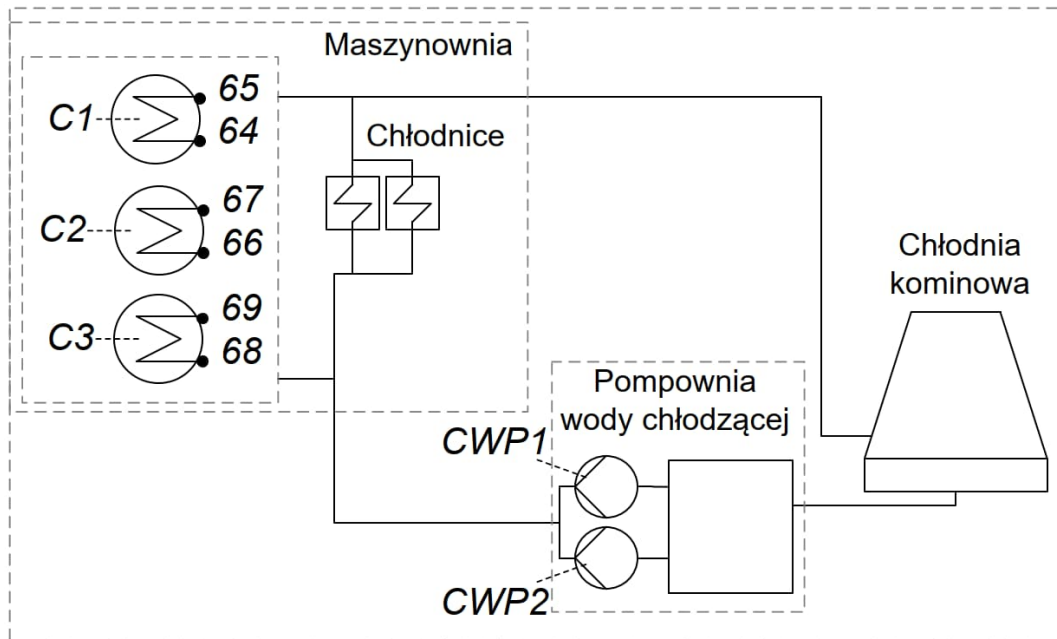 Maszynownia
65
C1
64
Chłodnice
67
C2
66
Chłodnia
kominowa
69
C3
68
Pompownia
wody chłodzącej
CWP1
CWP2